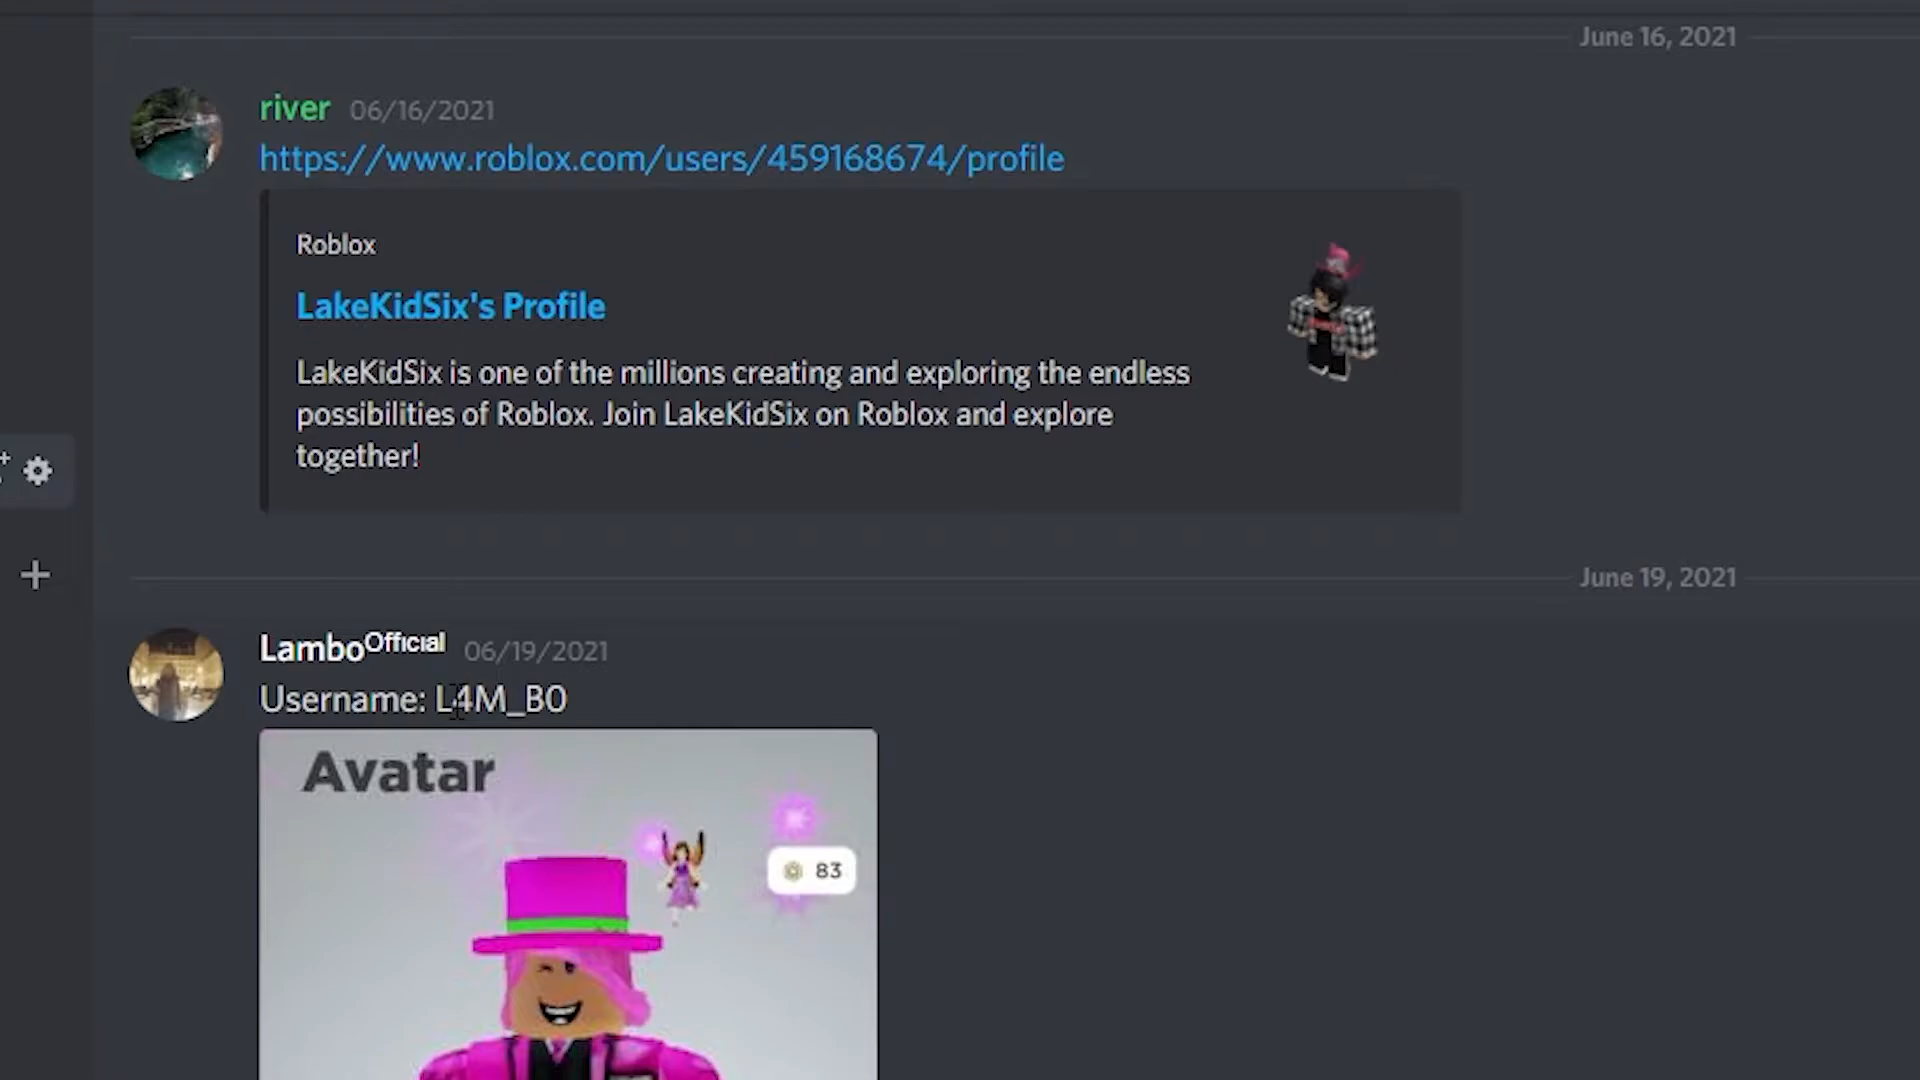 June 16, 2021
river 06/16/2021
https://www.roblox.com/users/459168674/profile
Roblox
LakeKidSix's Profile
LakeKidSix is one of the millions creating and exploring the endless
possibilities of Roblox. Join LakeKidSix on Roblox and explore
together!
June 19, 2021
LamboOfficial 06/19/2021
Username: L4M_B0
Avatar
83